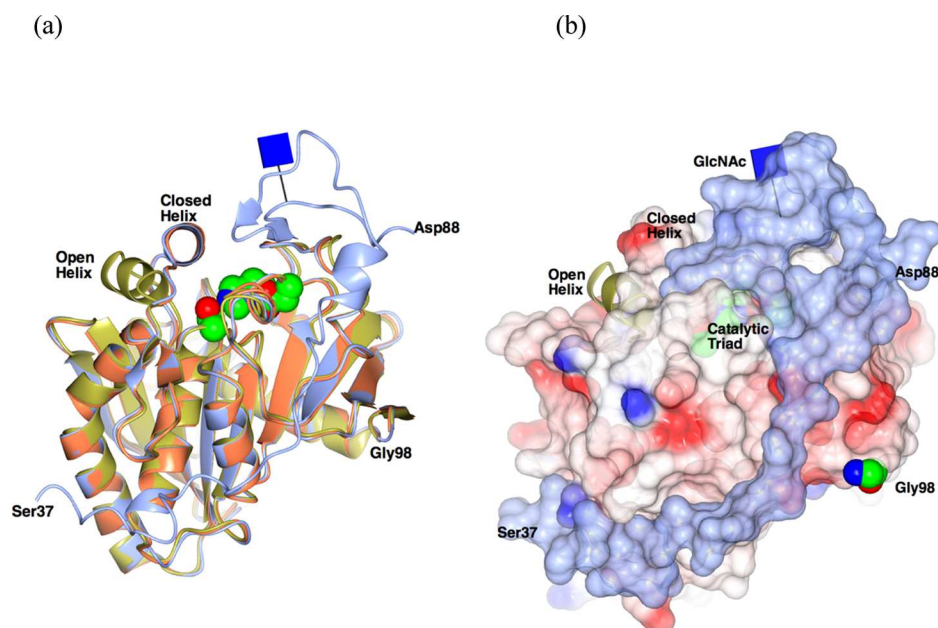 (a)
(b)
Closed
Helix
Open
Helix
Asp88
Gly98
Ser37
GlcNAc
Closed
Helix
Open
Helix
Asp88
Catalytic
Triad
Gly98
Ser37